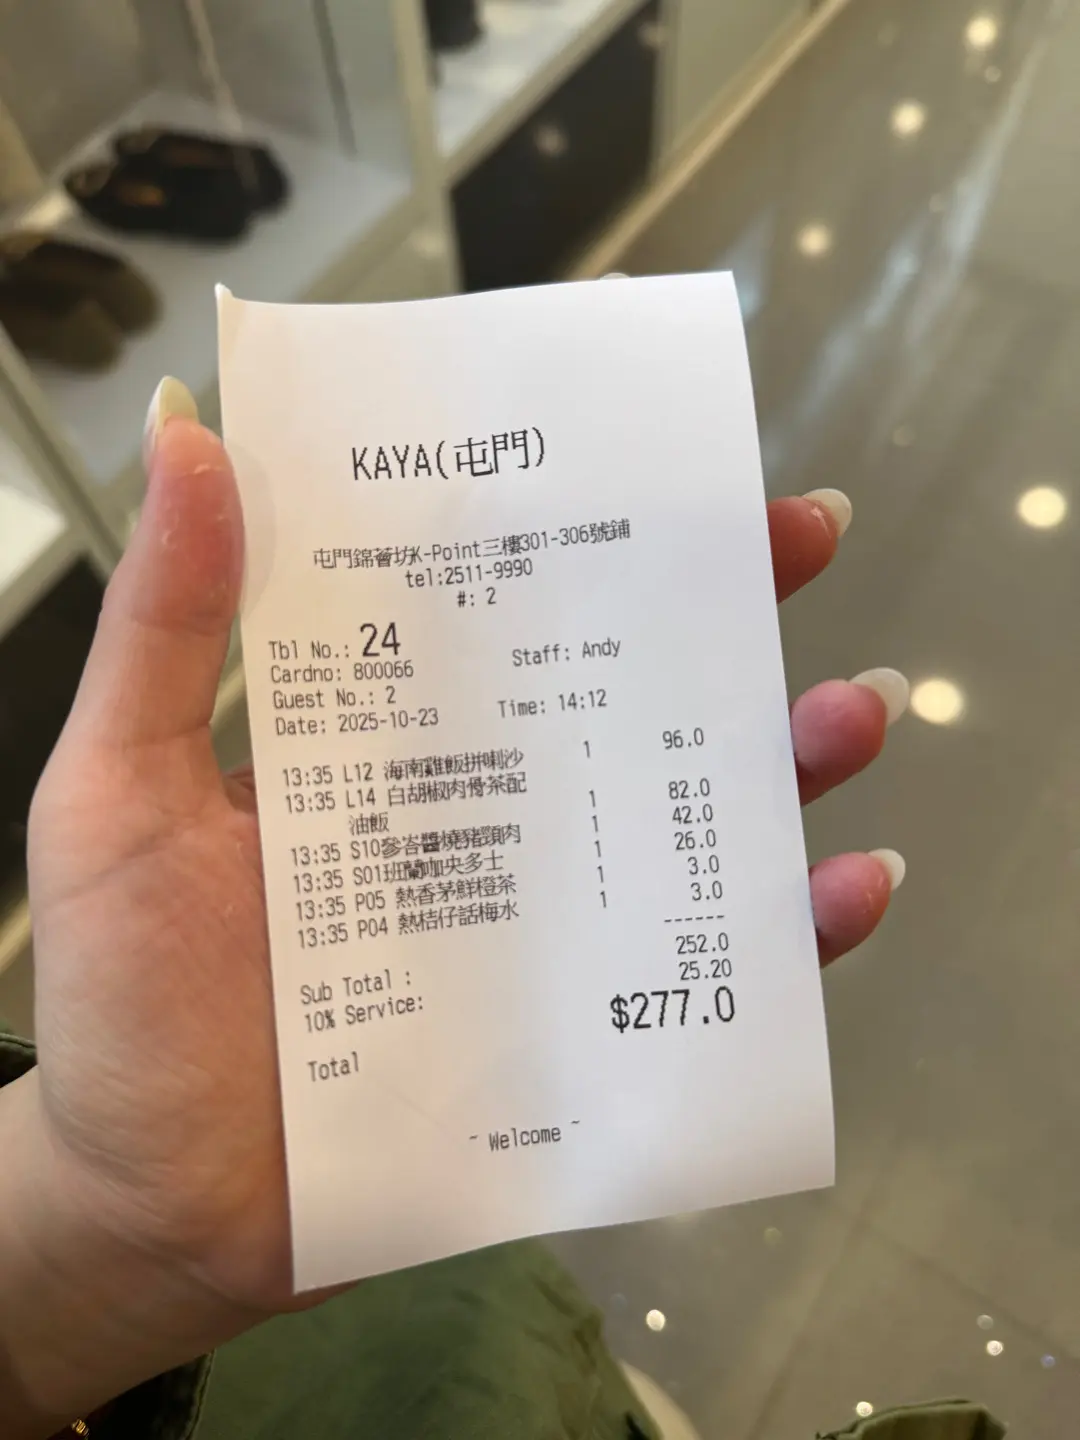 KAYA(屯門)
屯門錦薈坊K-Point三樓301-306號鋪
tel:2511-9990
#: 2
Tbl No.: 24
Cardno: 800066 Staff: Andy
Guest No.: 2
Date: 2025-10-23 Time: 14:12
13:35 L12 海南雞飯拼喇沙 1 96.0
13:35 L14 白胡椒肉骨茶配
油飯 1 82.0
13:35 S10參峇醬燒豬頸肉 1 42.0
13:35 S01班蘭咖央多士 1 26.0
13:35 P05 熱香茅鮮橙茶 1 3.0
13:35 P04 熱桔仔話梅水 1 3.0
------
Sub Total : 252.0
10% Service: 25.20
Total $277.0
~ Welcome ~